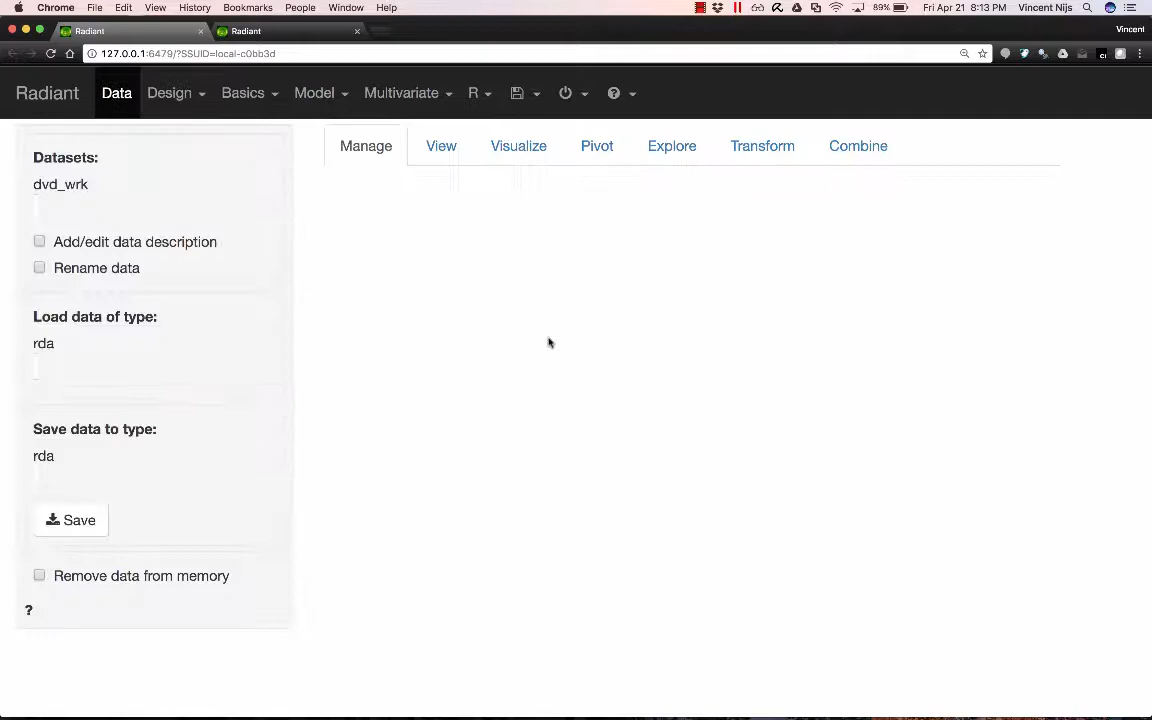 Chrome File Edit View History Bookmarks People Window Help 89% Fri Apr 21 8:13 PM Vincent Nijs
Radiant Radiant Vincent
127.0.0.1:6479/?SSUID=local-c0bb3d
Radiant Data Design Basics Model Multivariate R
Manage View Visualize Pivot Explore Transform Combine
Datasets:
dvd_wrk
Add/edit data description
Rename data
Load data of type:
rda
Save data to type:
rda
Save
Remove data from memory
?